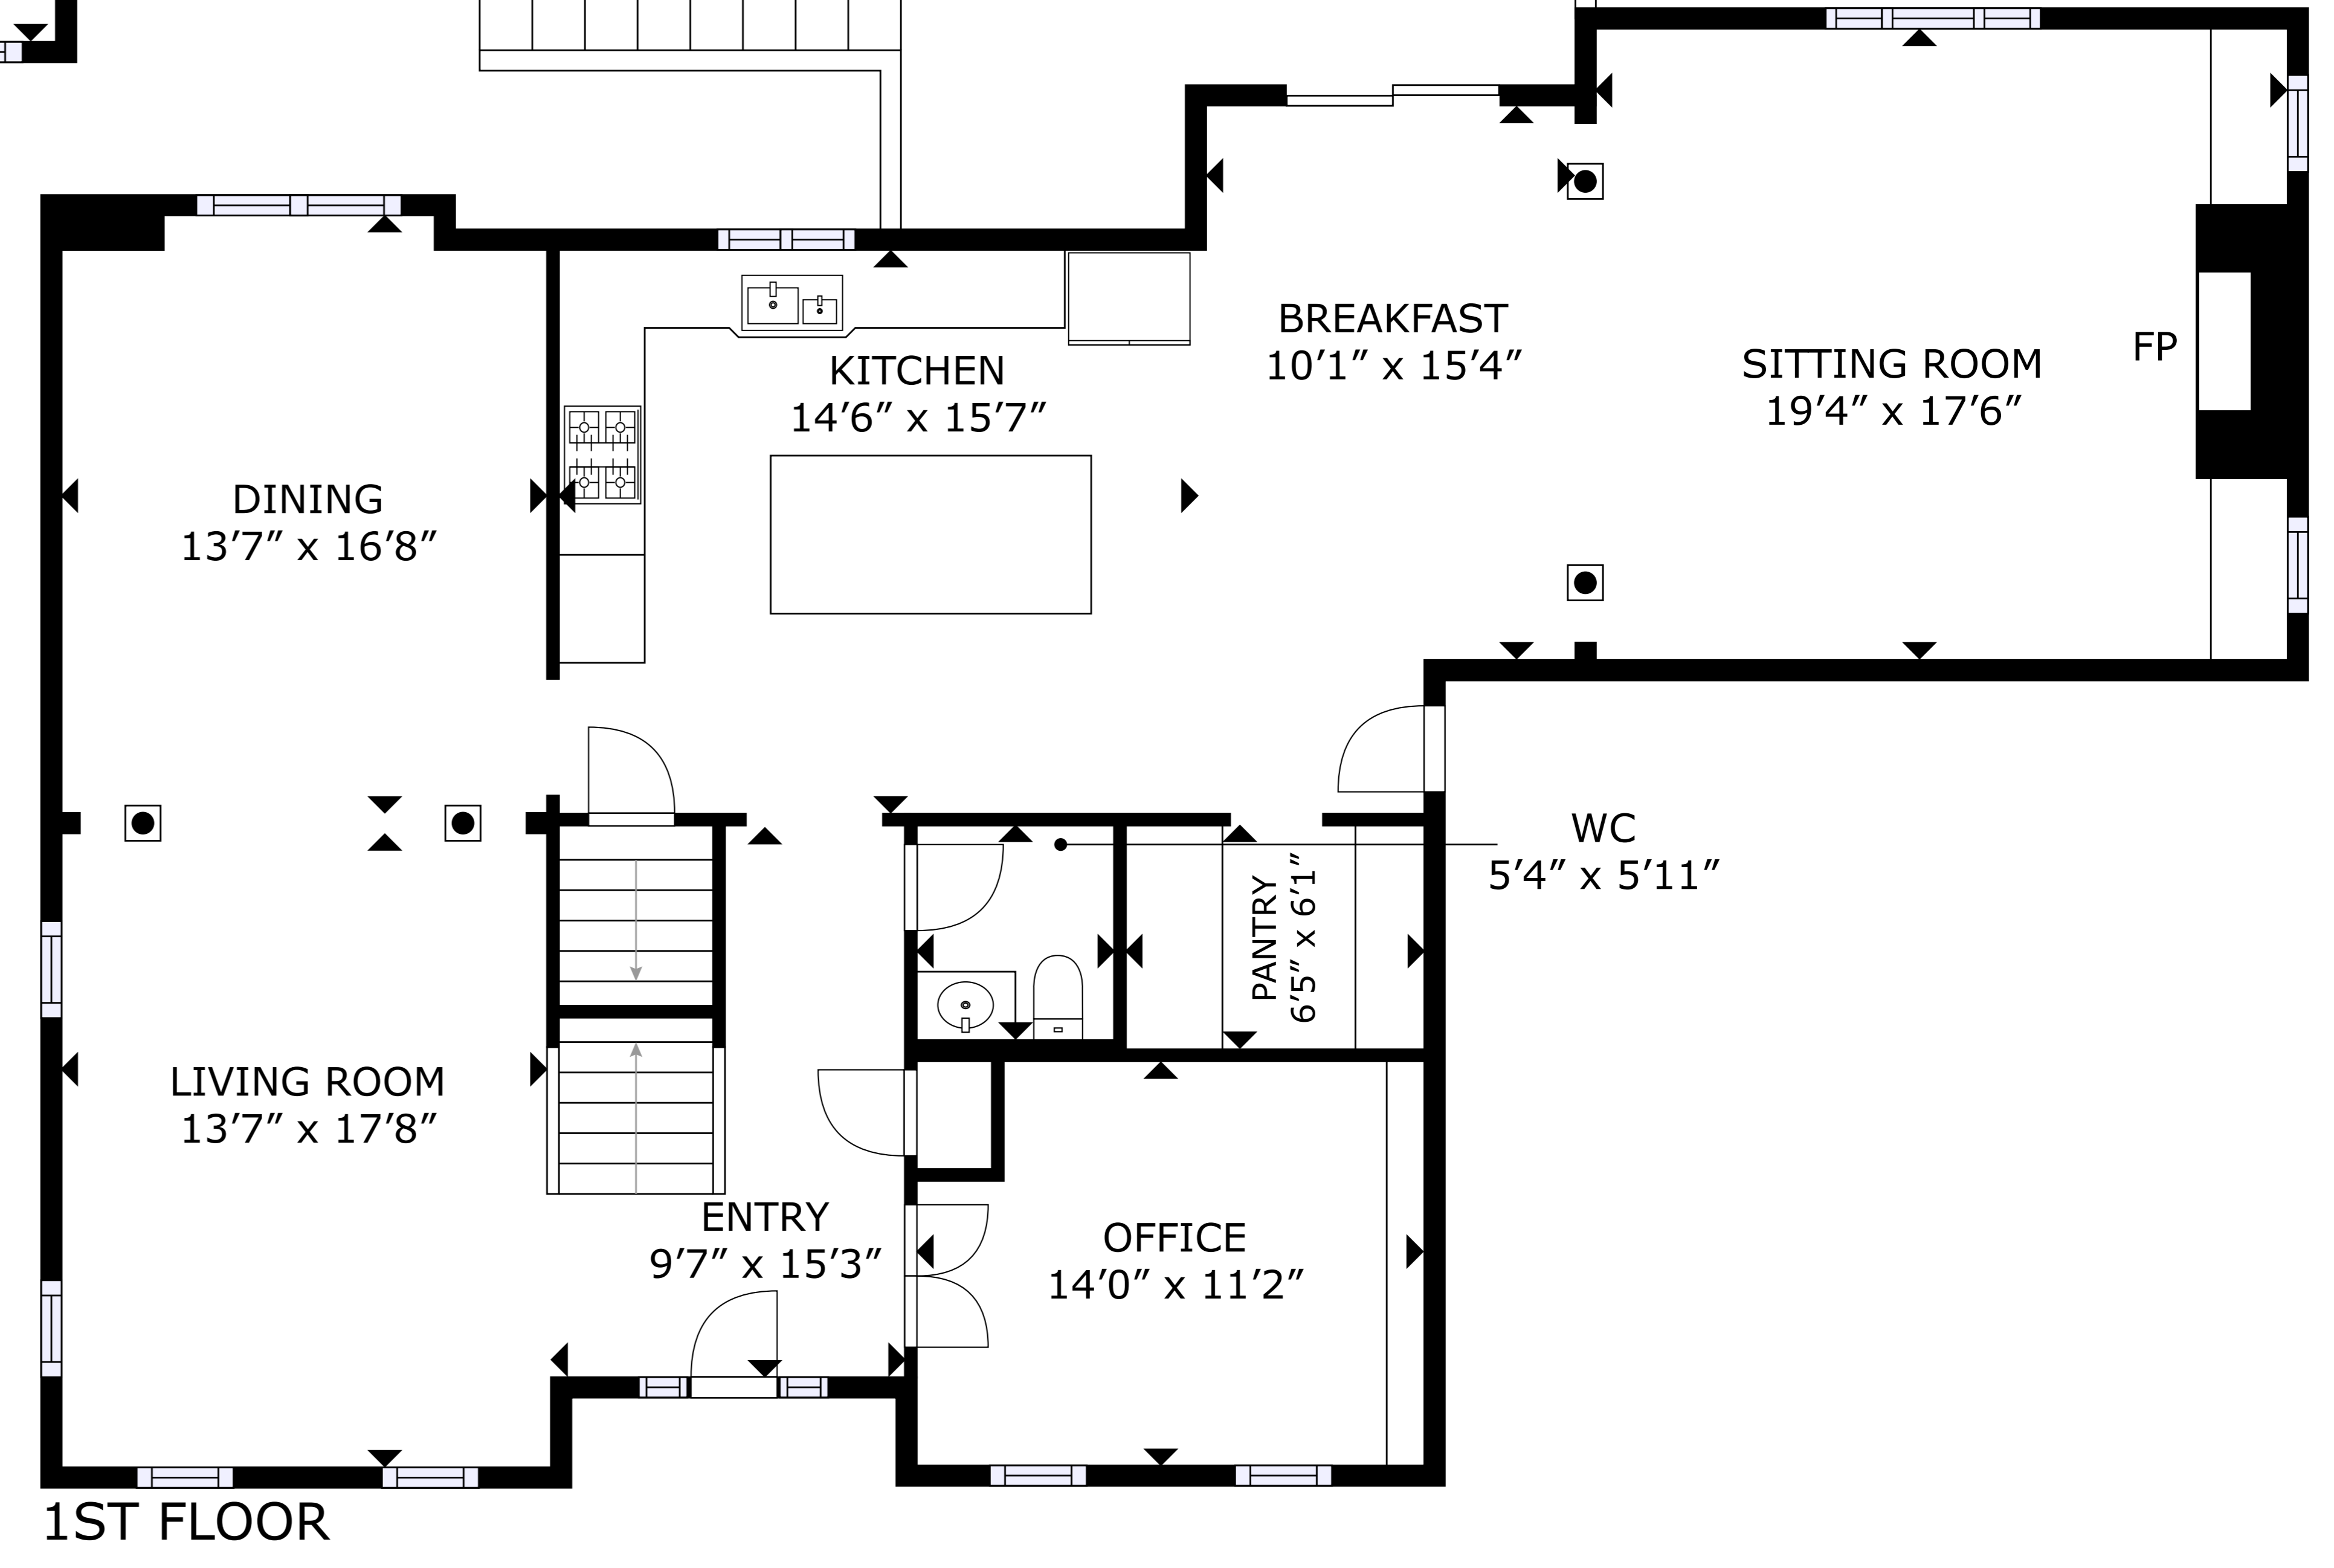 BREAKFAST
10’1” x 15’4”
SITTING ROOM
19’4” x 17’6”
FP
KITCHEN
14’6” x 15’7”
DINING
13’7” x 16’8”
WC
5’4” x 5’11”
PANTRY
6’5” x 6’1”
LIVING ROOM
13’7” x 17’8”
ENTRY
9’7” x 15’3”
OFFICE
14’0” x 11’2”
1ST FLOOR